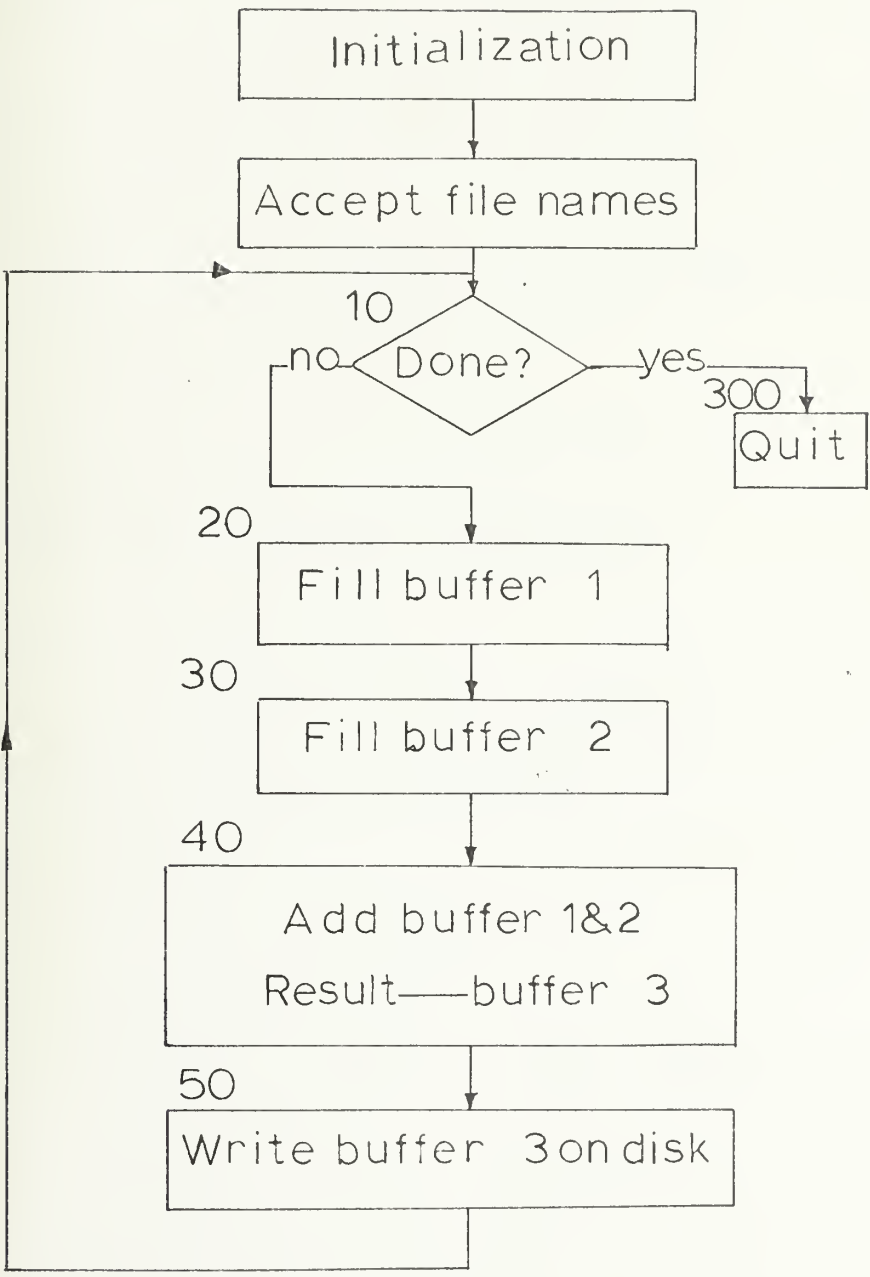 Initialization
Accept file names
10
no Done? yes
300
Quit
20
Fill buffer 1
30
Fill buffer 2
40
Add buffer 1&2
Result—buffer 3
50
Write buffer 3 on disk